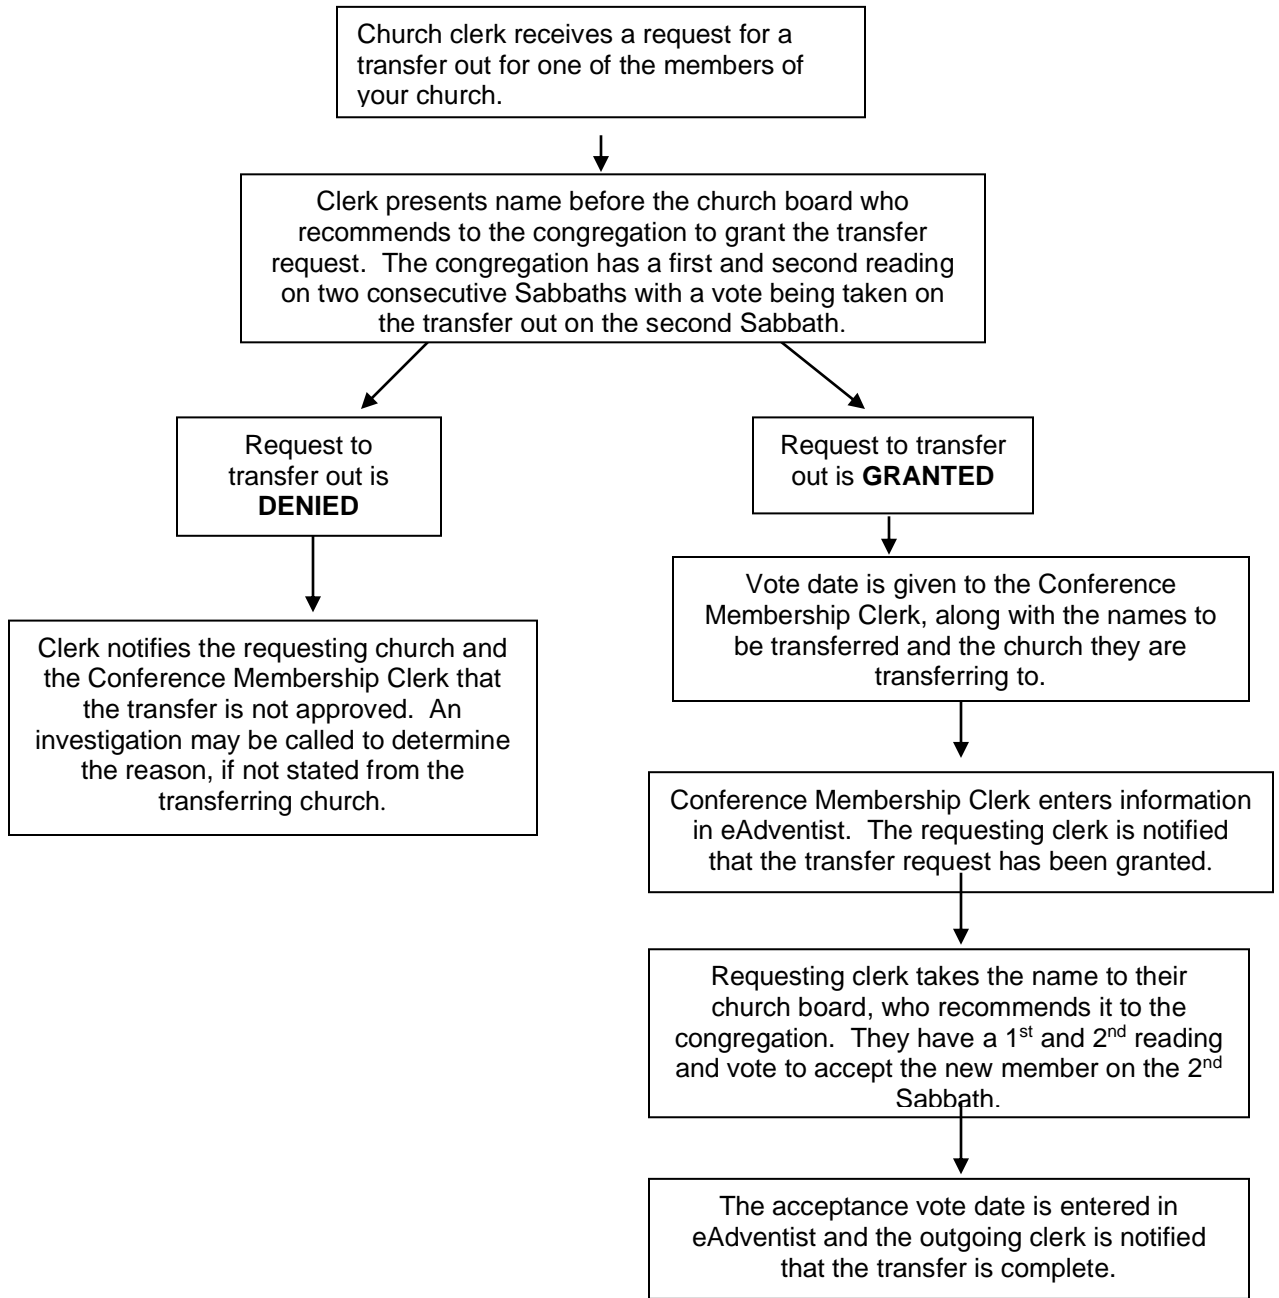 Church clerk receives a request for a
transfer out for one of the members of
your church.
Clerk presents name before the church board who
recommends to the congregation to grant the transfer
request.  The congregation has a first and second reading
on two consecutive Sabbaths with a vote being taken on
the transfer out on the second Sabbath.
Request to
transfer out is
DENIED
Clerk notifies the requesting church and
the Conference Membership Clerk that
the transfer is not approved.  An
investigation may be called to determine
the reason, if not stated from the
transferring church.
Request to transfer
out is GRANTED
Vote date is given to the Conference
Membership Clerk, along with the names to
be transferred and the church they are
transferring to.
Conference Membership Clerk enters information
in eAdventist.  The requesting clerk is notified
that the transfer request has been granted.
Requesting clerk takes the name to their
church board, who recommends it to the
congregation.  They have a 1st and 2nd reading
and vote to accept the new member on the 2nd
Sabbath.
The acceptance vote date is entered in
eAdventist and the outgoing clerk is notified
that the transfer is complete.